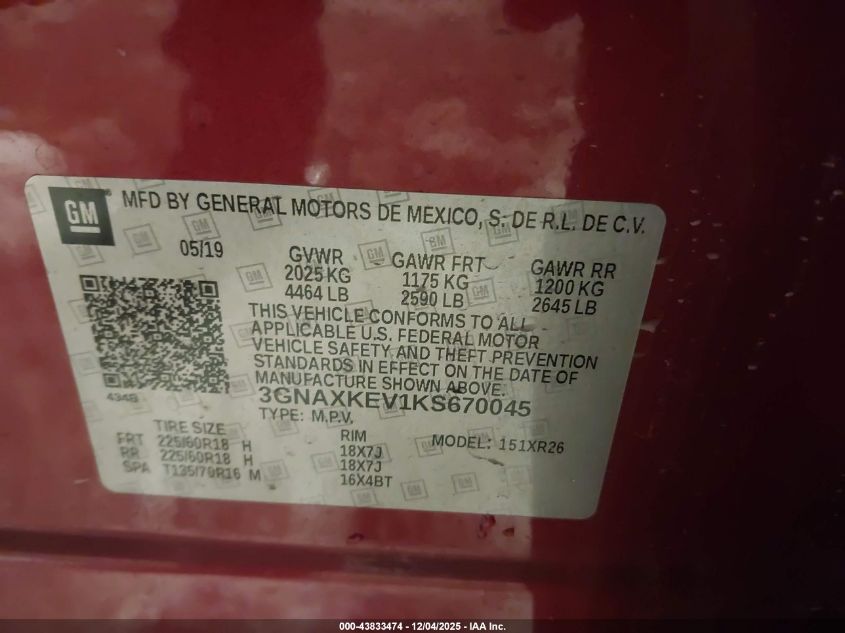 GM
MFD BY GENERAL MOTORS DE MEXICO, S. DE R.L. DE C.V.
05/19
GVWR
2025 KG
4464 LB
GAWR FRT
1175 KG
2590 LB
GAWR RR
1200 KG
2645 LB
THIS VEHICLE CONFORMS TO ALL
APPLICABLE U.S. FEDERAL MOTOR
VEHICLE SAFETY AND THEFT PREVENTION
STANDARDS IN EFFECT ON THE DATE OF
MANUFACTURE SHOWN ABOVE.
434B
3GNAXKEV1KS670045
TYPE: M.P.V.
MODEL: 151XR26
TIRE SIZE RIM
FRT 225/60R18 H 18X7J
RR 225/60R18 H 18X7J
SPA T135/70R16 M 16X4BT
000-43833474 - 12/04/2025 - IAA Inc.